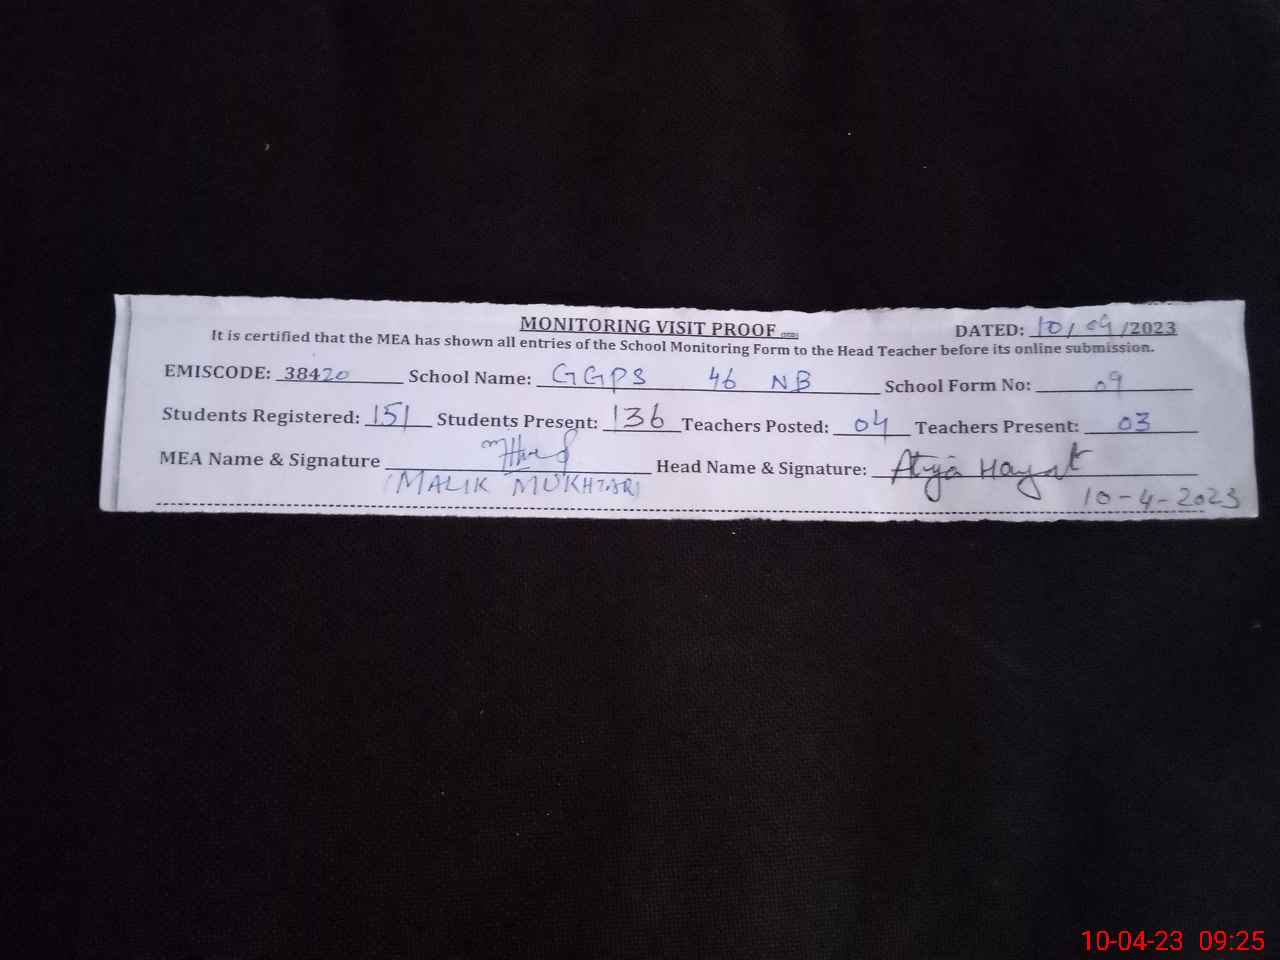 MONITORING VISIT PROOF
DATED: 10/04/2023
It is certified that the MEA has shown all entries of the School Monitoring Form to the Head Teacher before its online submission.
EMISCODE: 38420 School Name: GGPS 46 NB School Form No: 09
Students Registered: 151 Students Present: 136 Teachers Posted: 04 Teachers Present: 03
MEA Name & Signature Head Name & Signature: Atya Hayat
(MALIK MUKHTAR)
10-4-2023
10-04-23 09:25